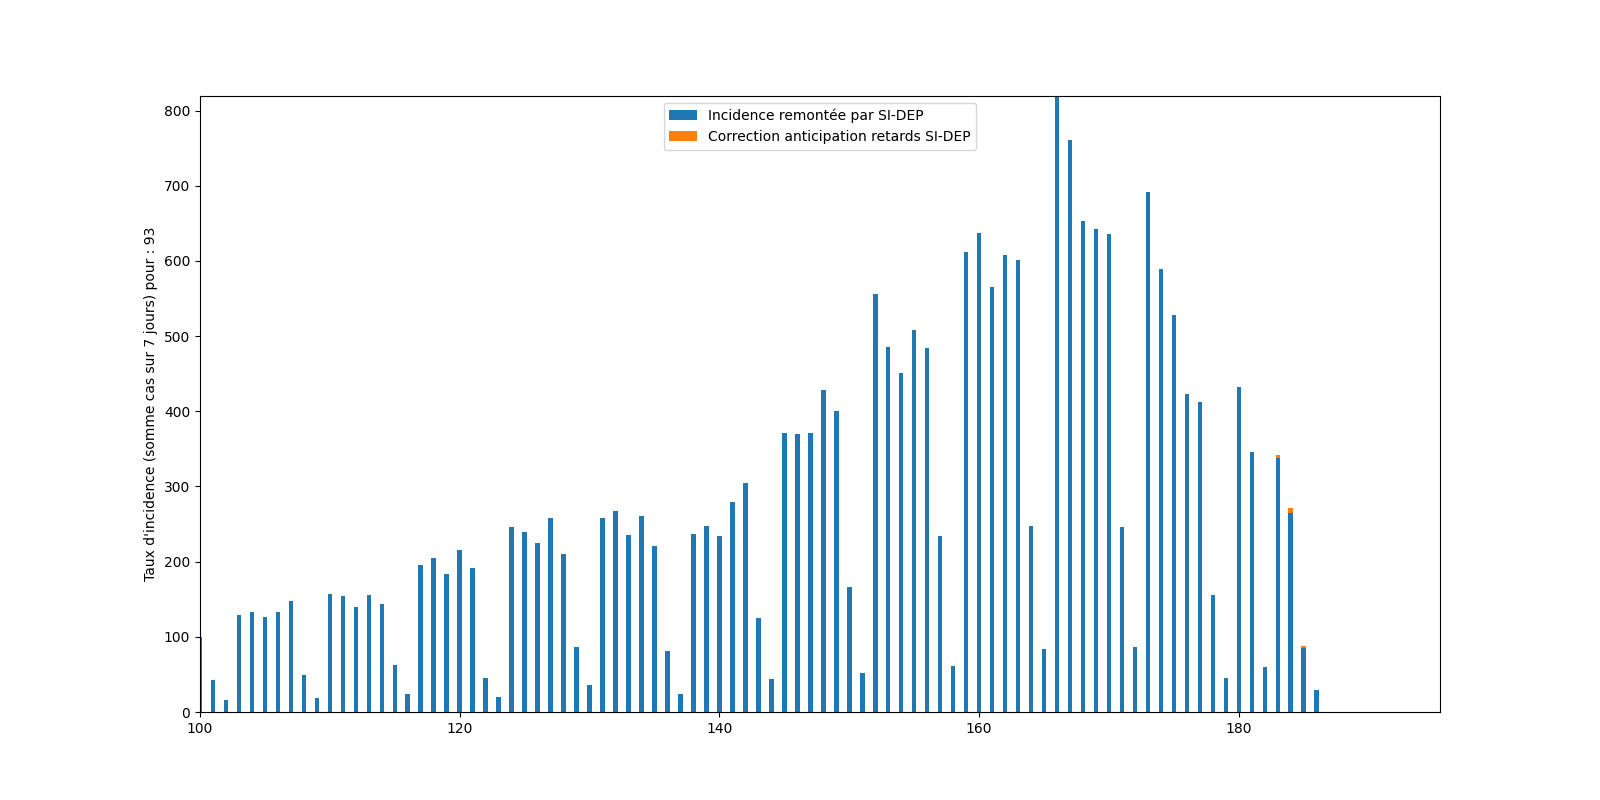 Incidence remontée par SI-DEP
Correction anticipation retards SI-DEP
Taux d'incidence (somme cas sur 7 jours) pour : 93
800
700
600
500
400
300
200
100
0
100 120 140 160 180